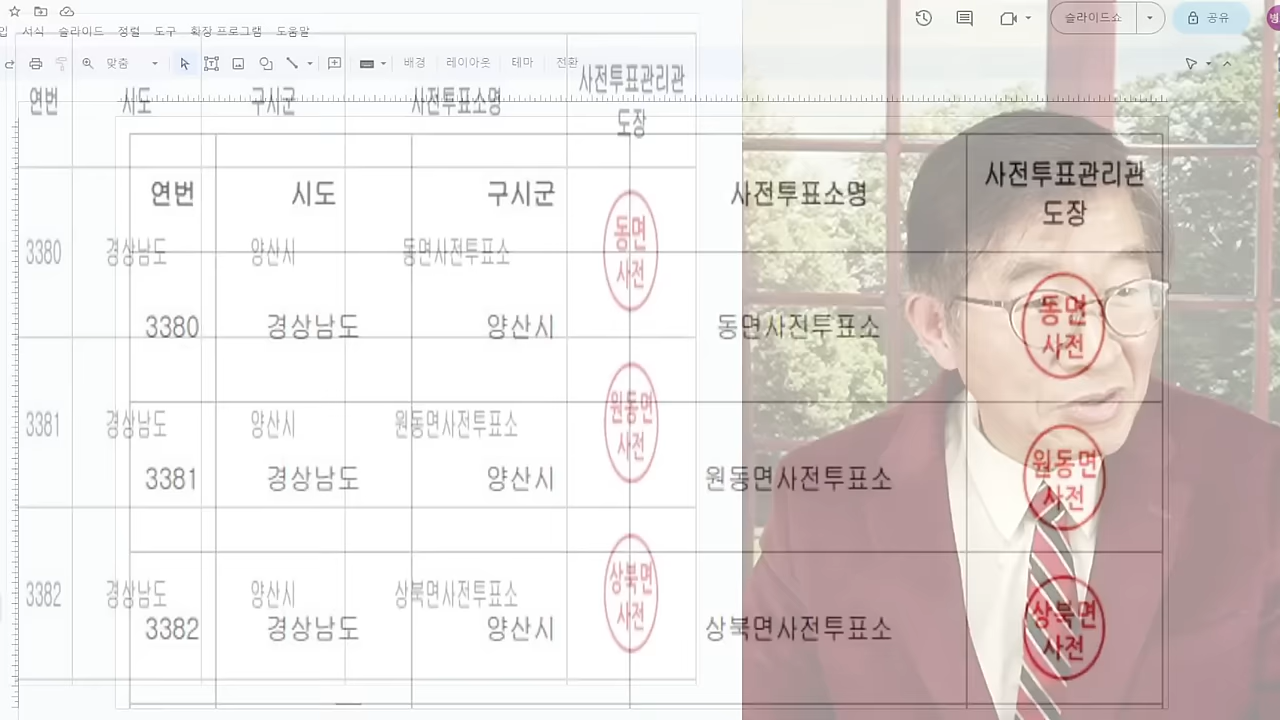 서식 슬라이드 정렬 도구 확장 프로그램 도움말
슬라이드쇼
공유
맞춤
배경 레이아웃 테마 전환
연번 시도 구시군 사전투표소명 사전투표관리관 도장
3380 경상남도 양산시 동면사전투표소 동면 사전
3381 경상남도 양산시 원동면사전투표소 원동면 사전
3382 경상남도 양산시 상북면사전투표소 상북면 사전
연번 시도 구시군 사전투표소명 사전투표관리관 도장
3380 경상남도 양산시 동면사전투표소 동면 사전
3381 경상남도 양산시 원동면사전투표소 원동면 사전
3382 경상남도 양산시 상북면사전투표소 상북면 사전